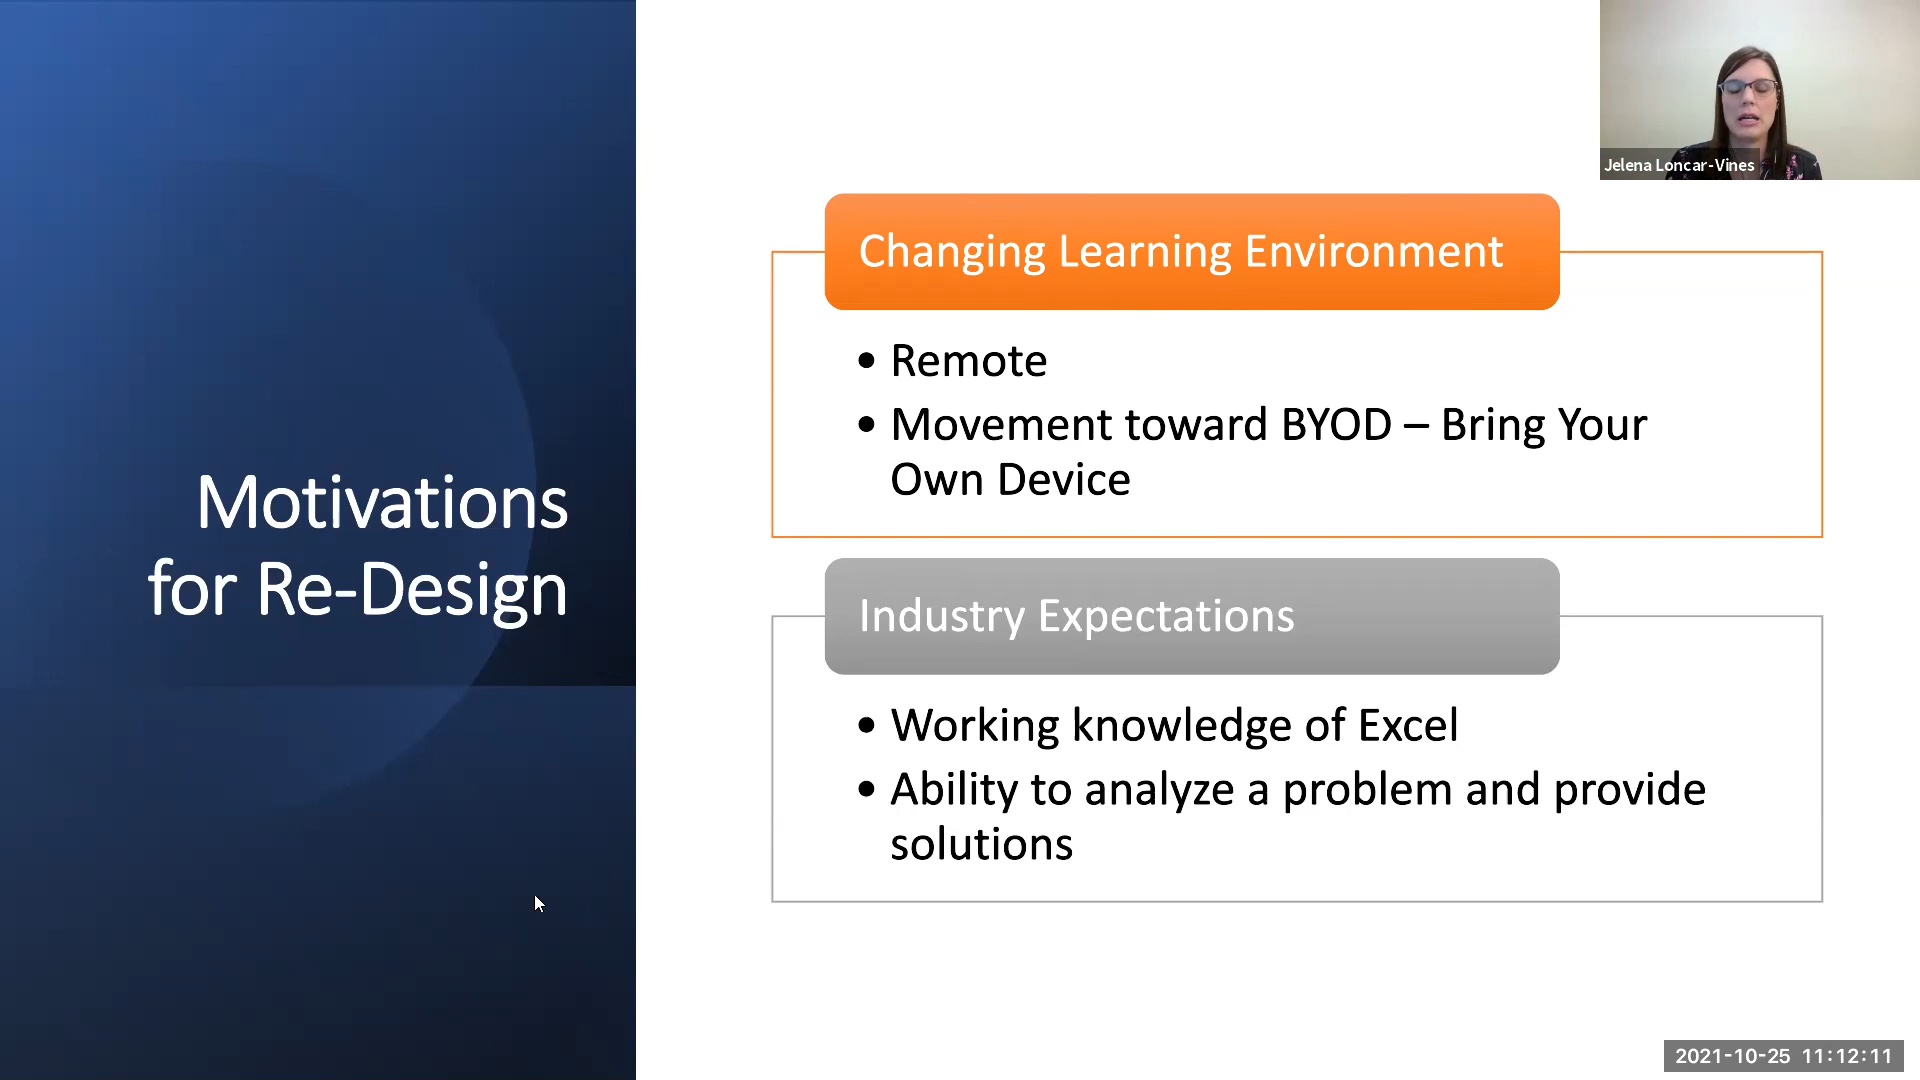 Jelena Loncar-Vines
Motivations
for Re-Design
Changing Learning Environment
• Remote
• Movement toward BYOD – Bring Your
Own Device
Industry Expectations
• Working knowledge of Excel
• Ability to analyze a problem and provide
solutions
2021-10-25 11:12:11